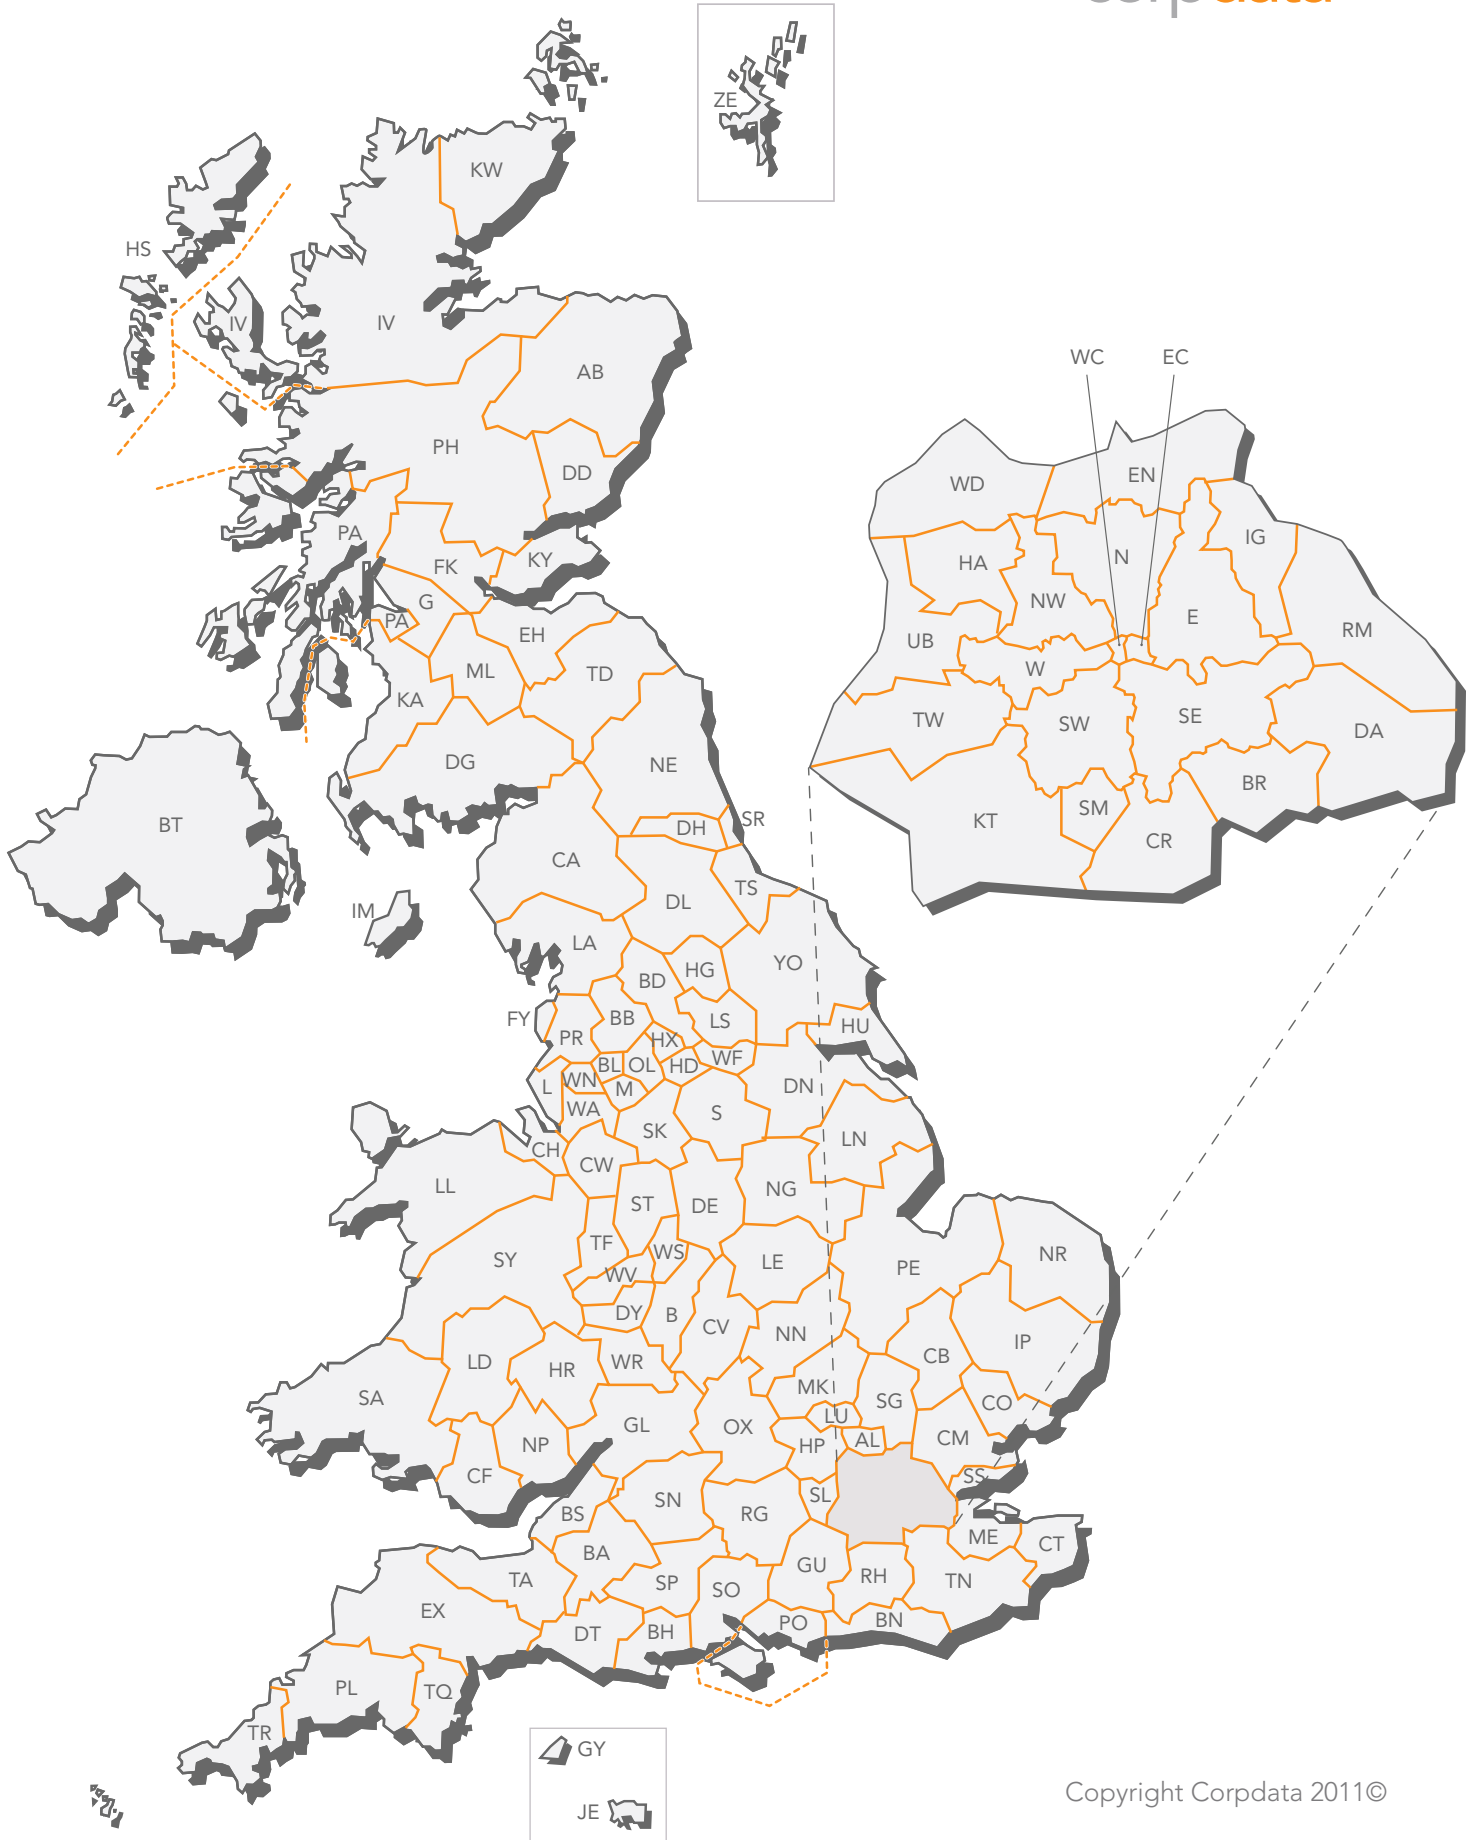 corpdata
ZE
KW
HS
IV
IV
AB
WC
EC
PH
DD
EN
WD
PA
KY
IG
FK
HA
N
G
NW
PA
EH
E
RM
UB
ML
TD
W
KA
TW
SE
SW
DA
DG
NE
BR
BT
SR
SM
KT
DH
CR
CA
TS
DL
IM
LA
YO
HG
BD
FY
BB
LS
HU
PR
HX
BL
OL
HD
WF
L
WN
M
DN
WA
S
SK
LN
CH
CW
LL
NG
ST
DE
TF
WS
NR
SY
LE
PE
WV
DY
B
CV
NN
IP
CB
LD
HR
WR
MK
SA
SG
CO
LU
GL
OX
AL
CM
NP
HP
CF
SS
SL
SN
BS
RG
ME
CT
BA
GU
RH
TN
TA
SP
SO
EX
PO
BN
DT
BH
PL
TQ
TR
GY
JE
Copyright Corpdata 2011©